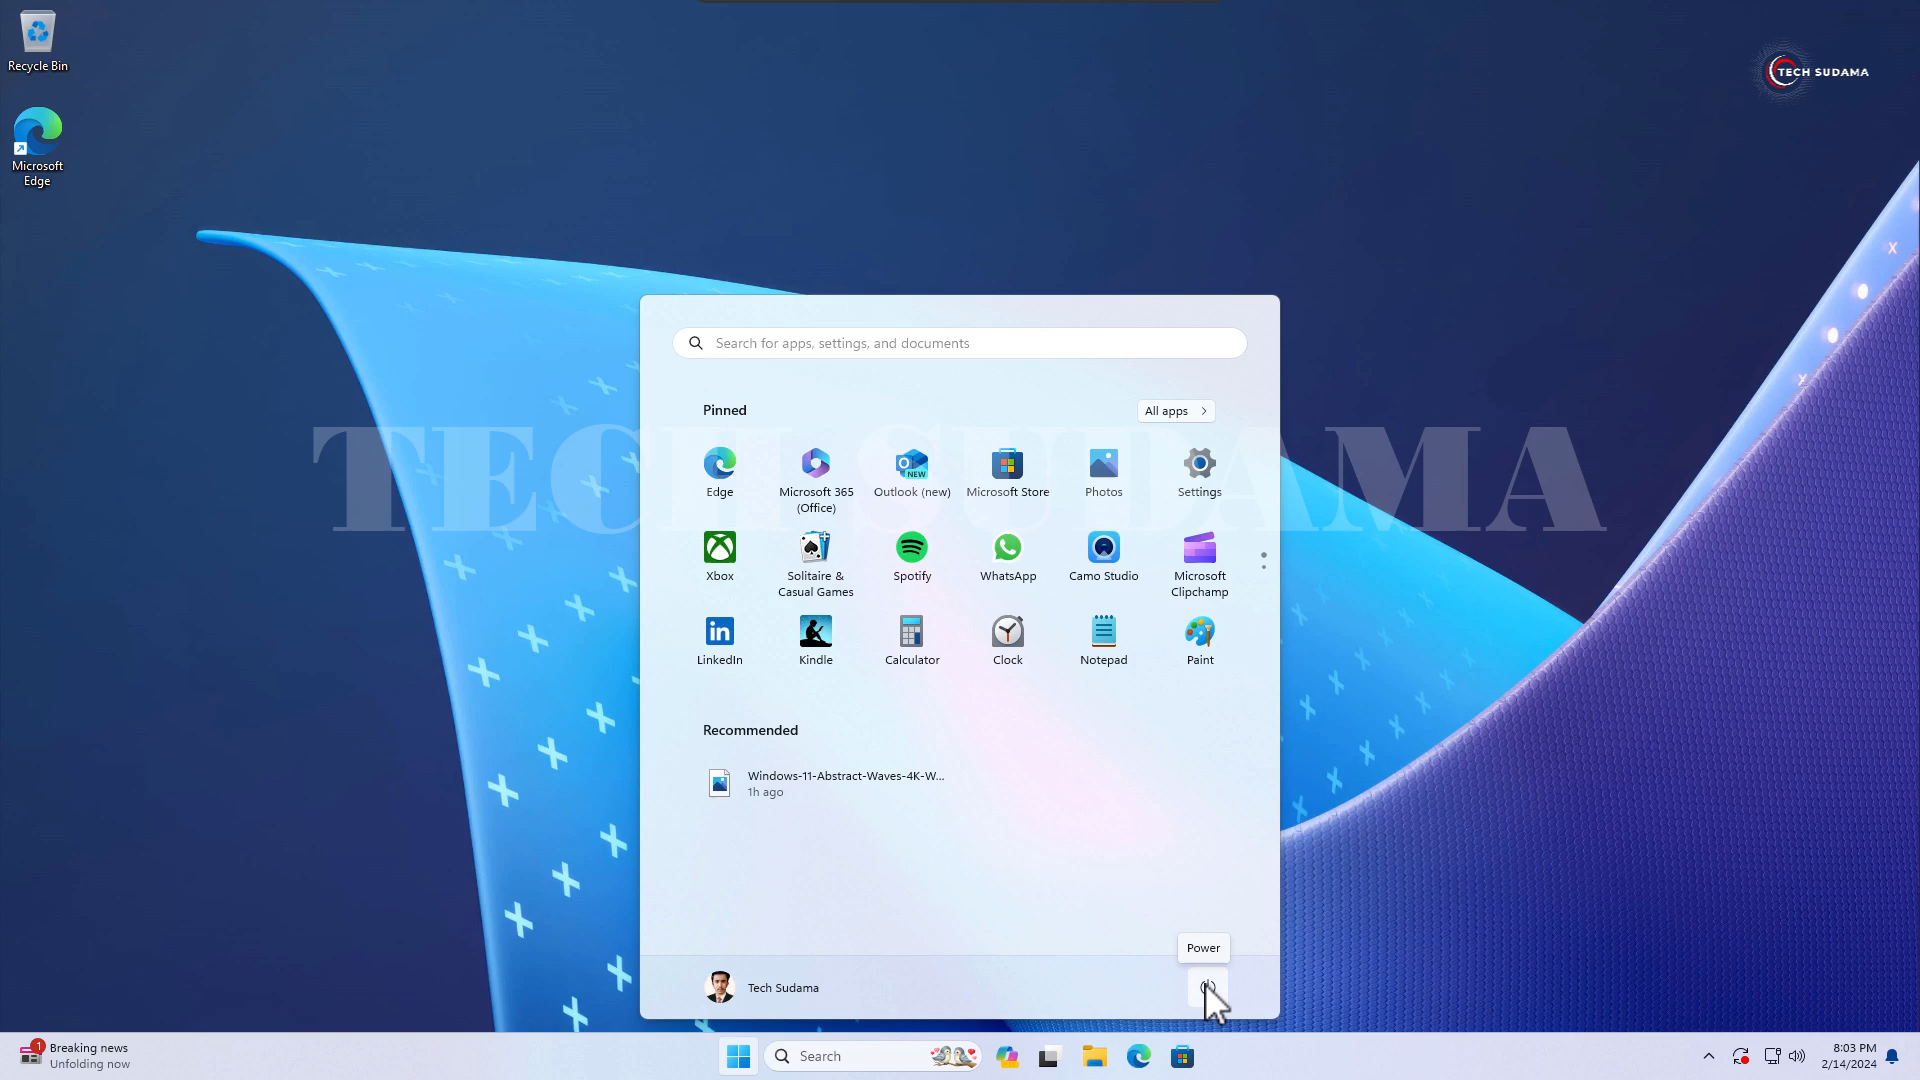 Recycle Bin
Microsoft
Edge
TECH SUDAMA
Search for apps, settings, and documents
Pinned
All apps
TECH SUDAMA
Edge
Microsoft 365
(Office)
Outlook (new)
Microsoft Store
Photos
Settings
NEW
Xbox
Solitaire &
Casual Games
Spotify
WhatsApp
Camo Studio
Microsoft
Clipchamp
LinkedIn
Kindle
Calculator
Clock
Notepad
Paint
Recommended
Windows-11-Abstract-Waves-4K-W...
1h ago
Power
Tech Sudama
1
Breaking news
Unfolding now
Search
8:03 PM
2/14/2024